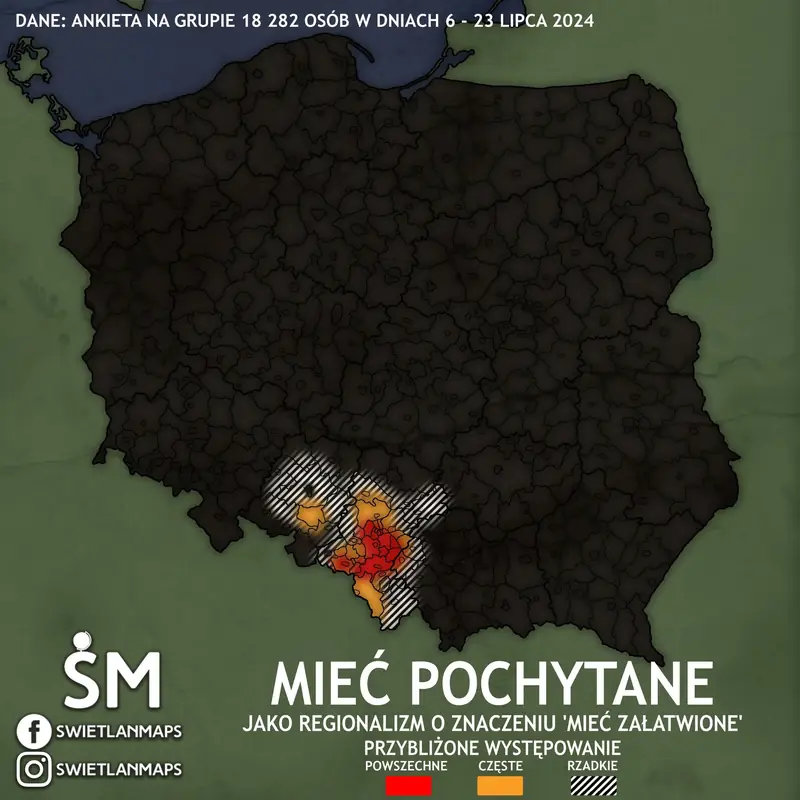 DANE: ANKIETA NA GRUPIE 18 282 OSÓB W DNIACH 6 - 23 LIPCA 2024
ŚM
SWIETLANMAPS
SWIETLANMAPS
MIEĆ POCHYTANE
JAKO REGIONALIZM O ZNACZENIU 'MIEĆ ZAŁATWIONE'
PRZYBLIŻONE WYSTĘPOWANIE
POWSZECHNE CZĘSTE RZADKIE